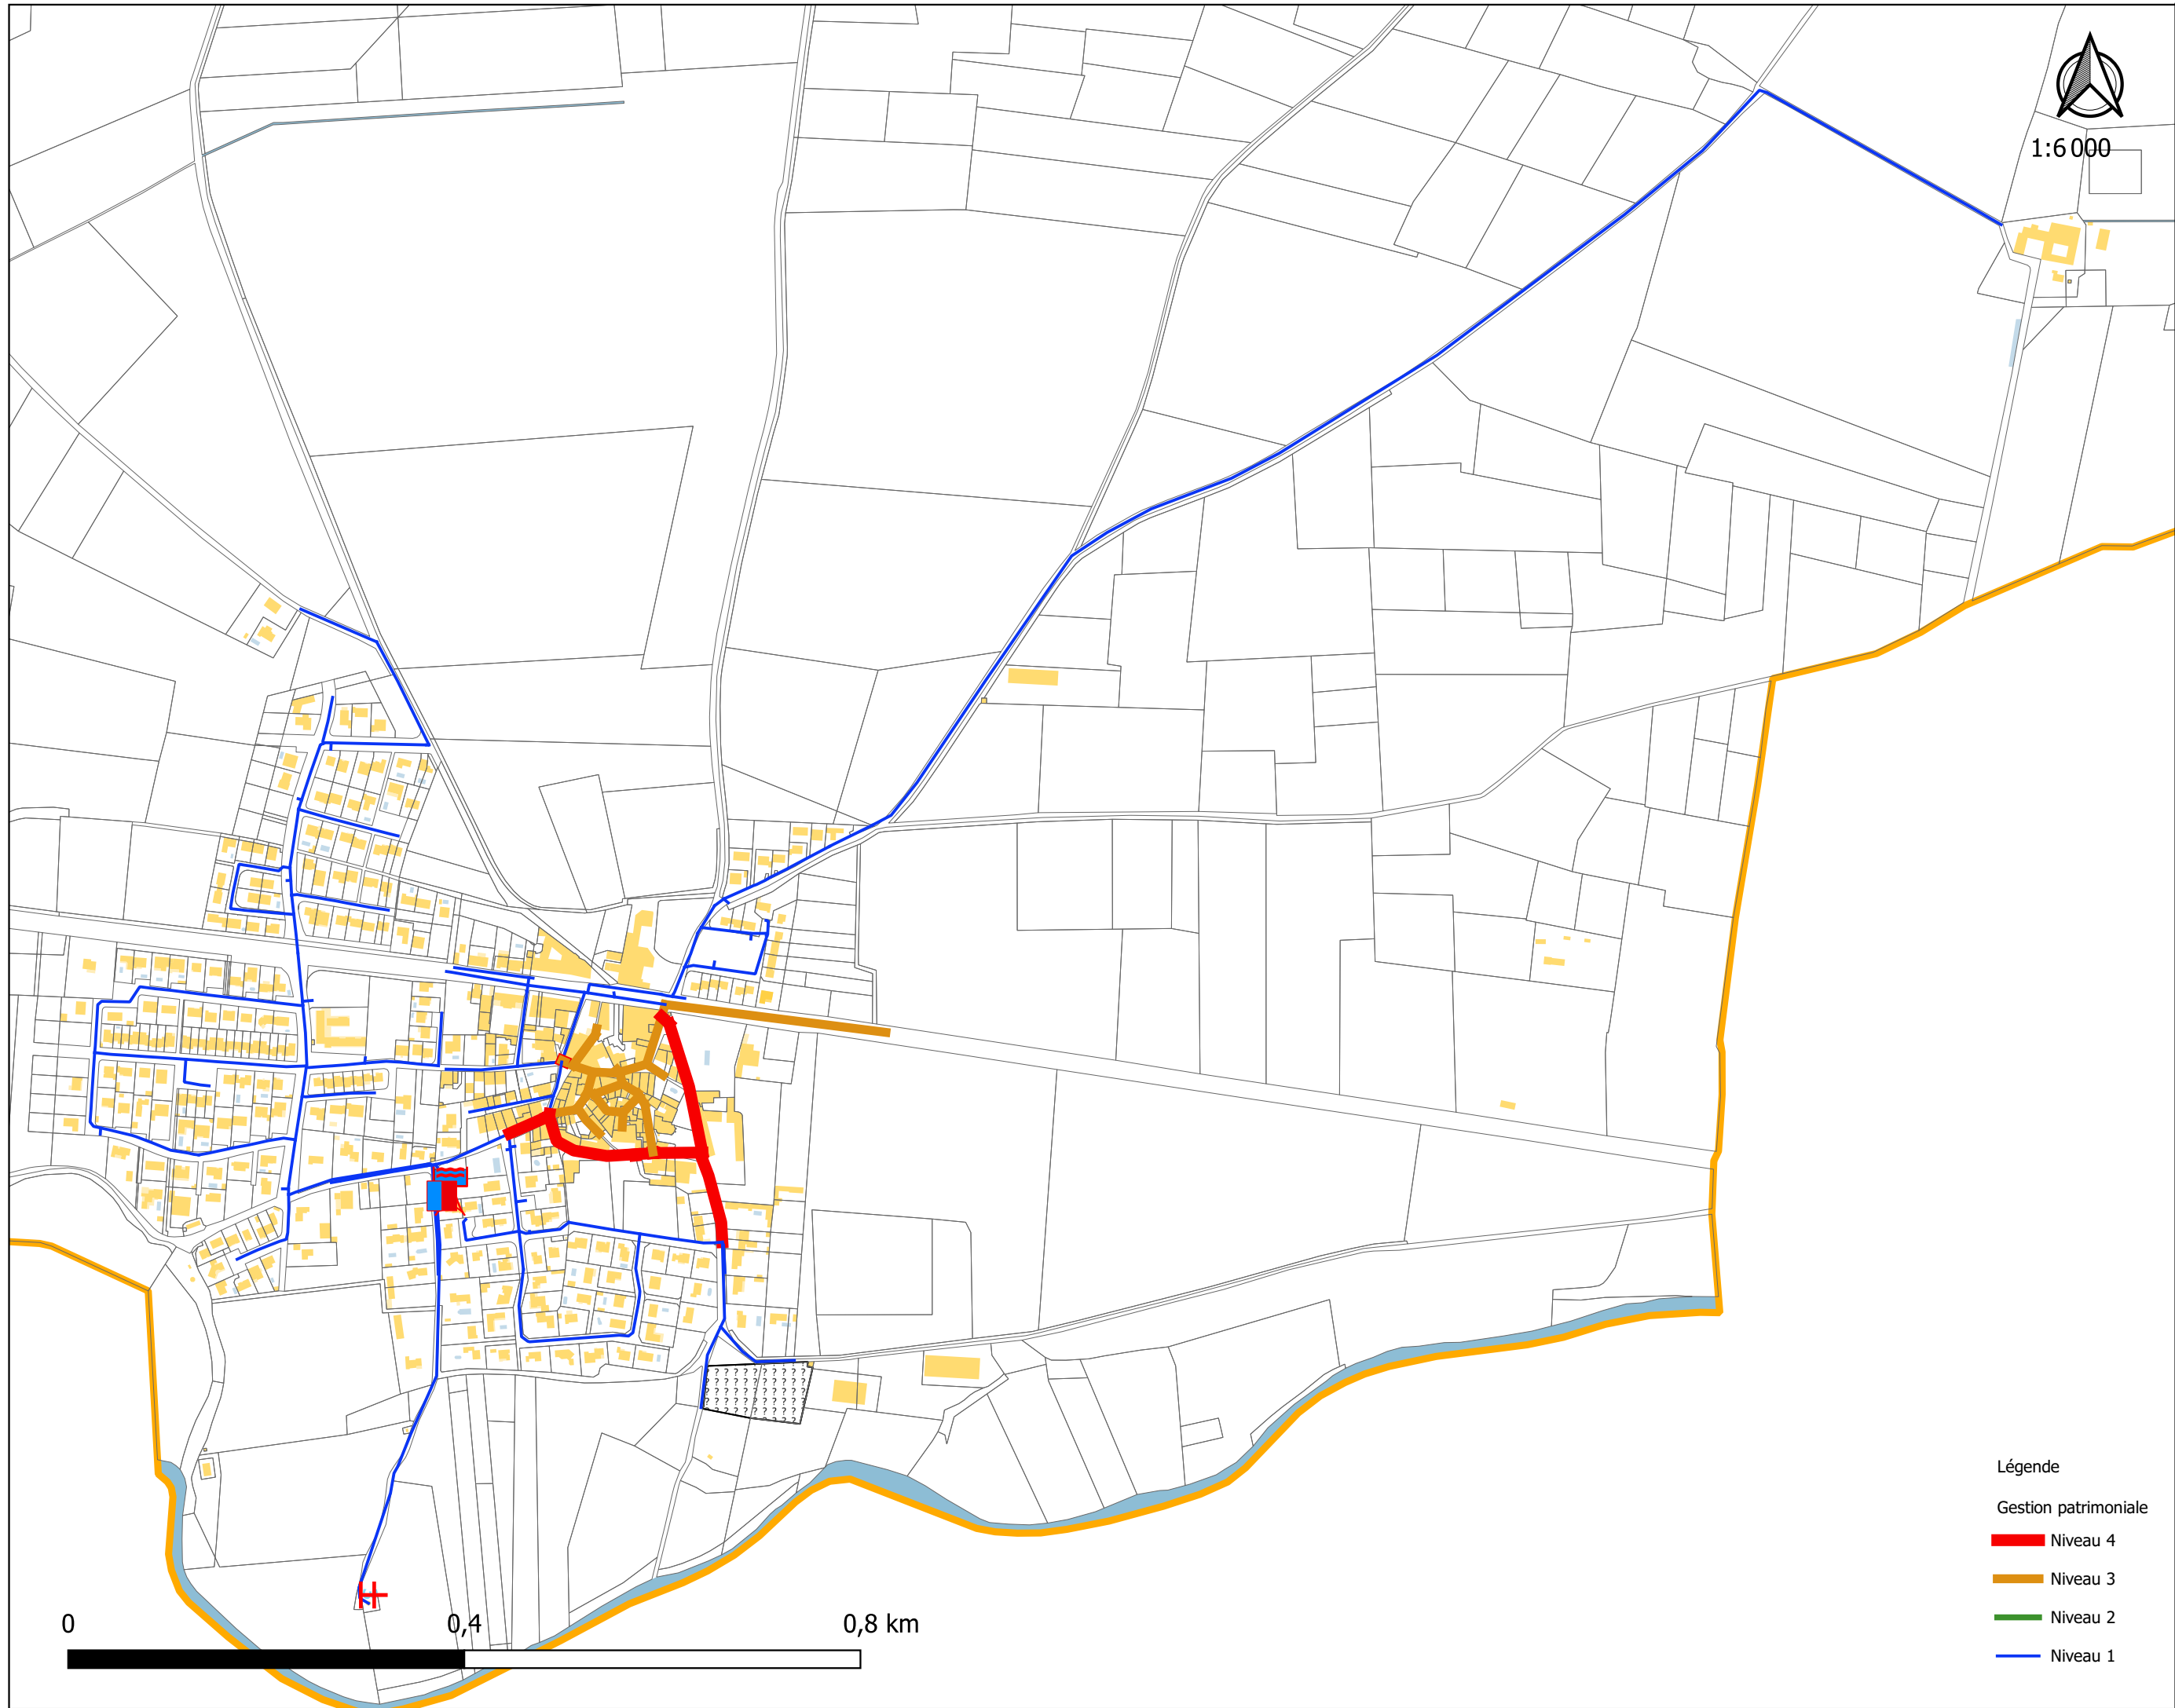 1:6 000
Légende
Gestion patrimoniale
Niveau 4
Niveau 3
Niveau 2
Niveau 1
0 0,4 0,8 km
? ? ? ? ? ? ? ? ? ?
? ? ? ? ? ? ? ? ? ? ?
? ? ? ? ? ? ? ? ? ? ?
? ? ? ? ? ? ? ? ? ? ?
? ? ? ? ? ? ? ? ? ?